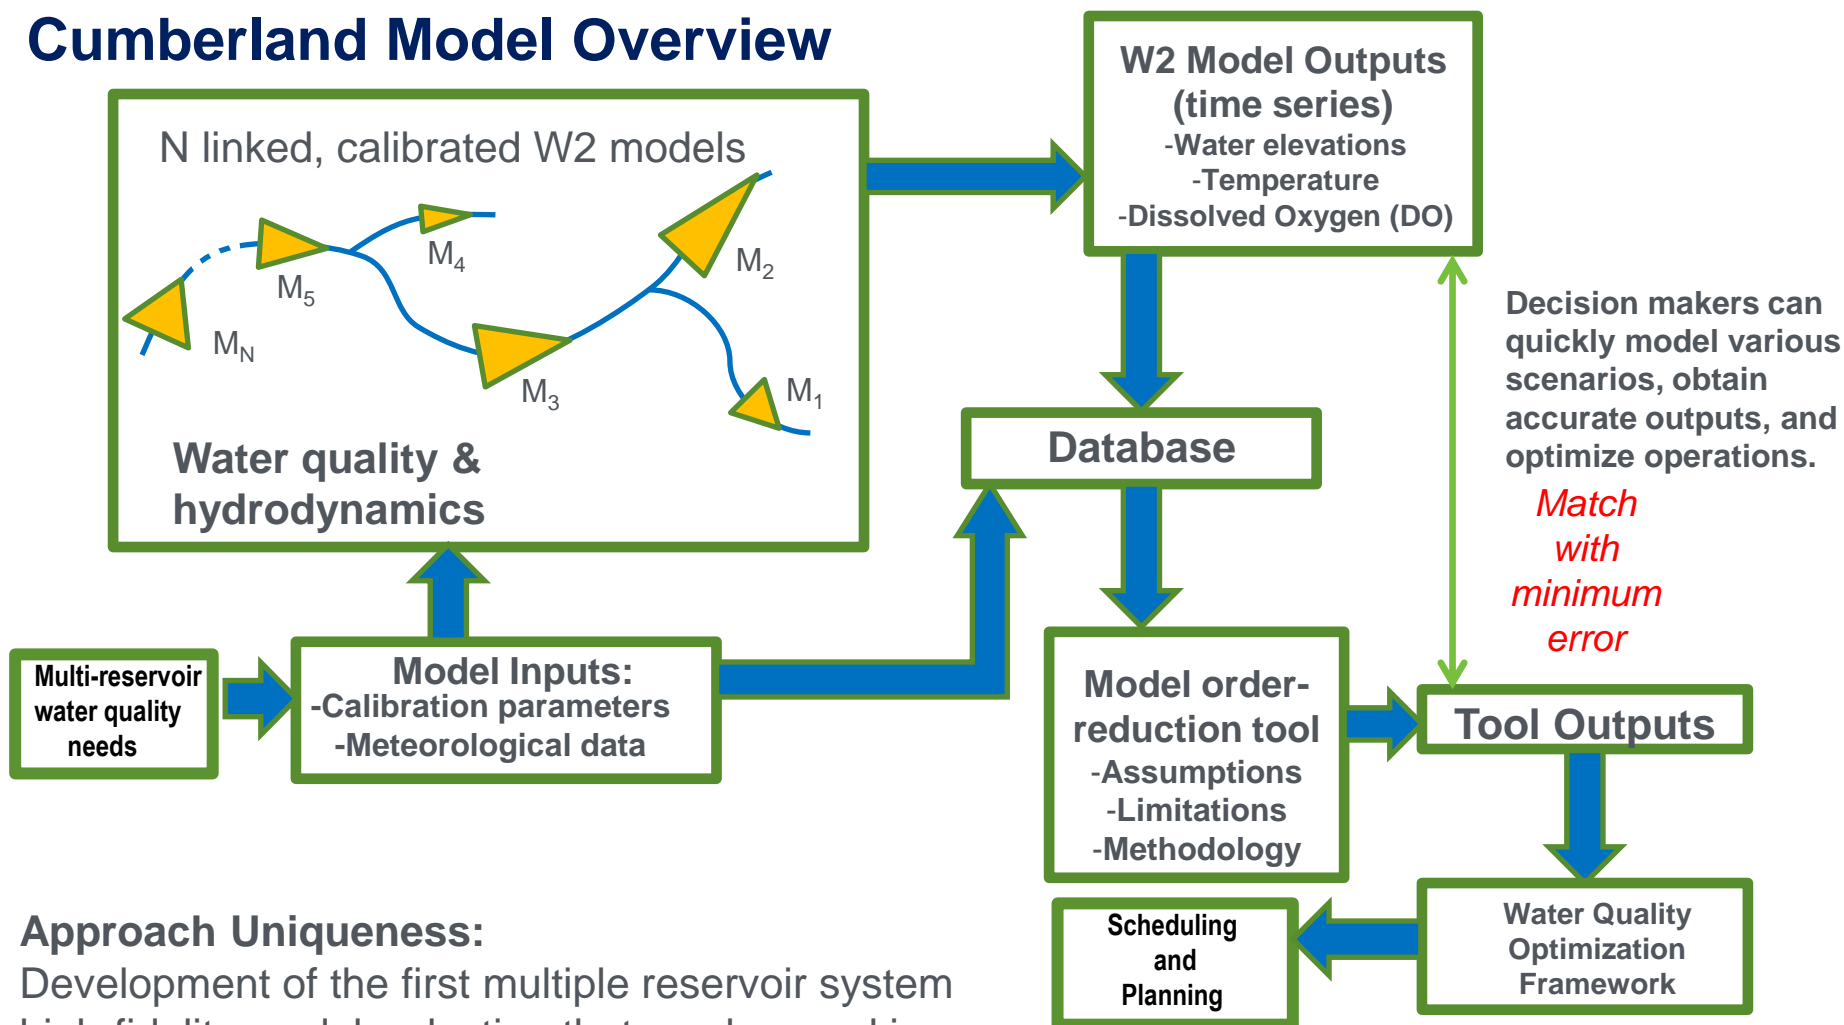 Cumberland Model Overview
N linked, calibrated W2 models
M4
M5
M2
MN
M3
M1
Water quality &
hydrodynamics
W2 Model Outputs
(time series)
-Water elevations
-Temperature
-Dissolved Oxygen (DO)
Decision makers can
quickly model various
scenarios, obtain
accurate outputs, and
optimize operations.
Match
with
minimum
error
Database
Multi-reservoir
water quality
needs
Model Inputs:
-Calibration parameters
-Meteorological data
Model order-
reduction tool
-Assumptions
-Limitations
-Methodology
Tool Outputs
Water Quality
Optimization
Framework
Scheduling
and
Planning
Approach Uniqueness:
Development of the first multiple reservoir system